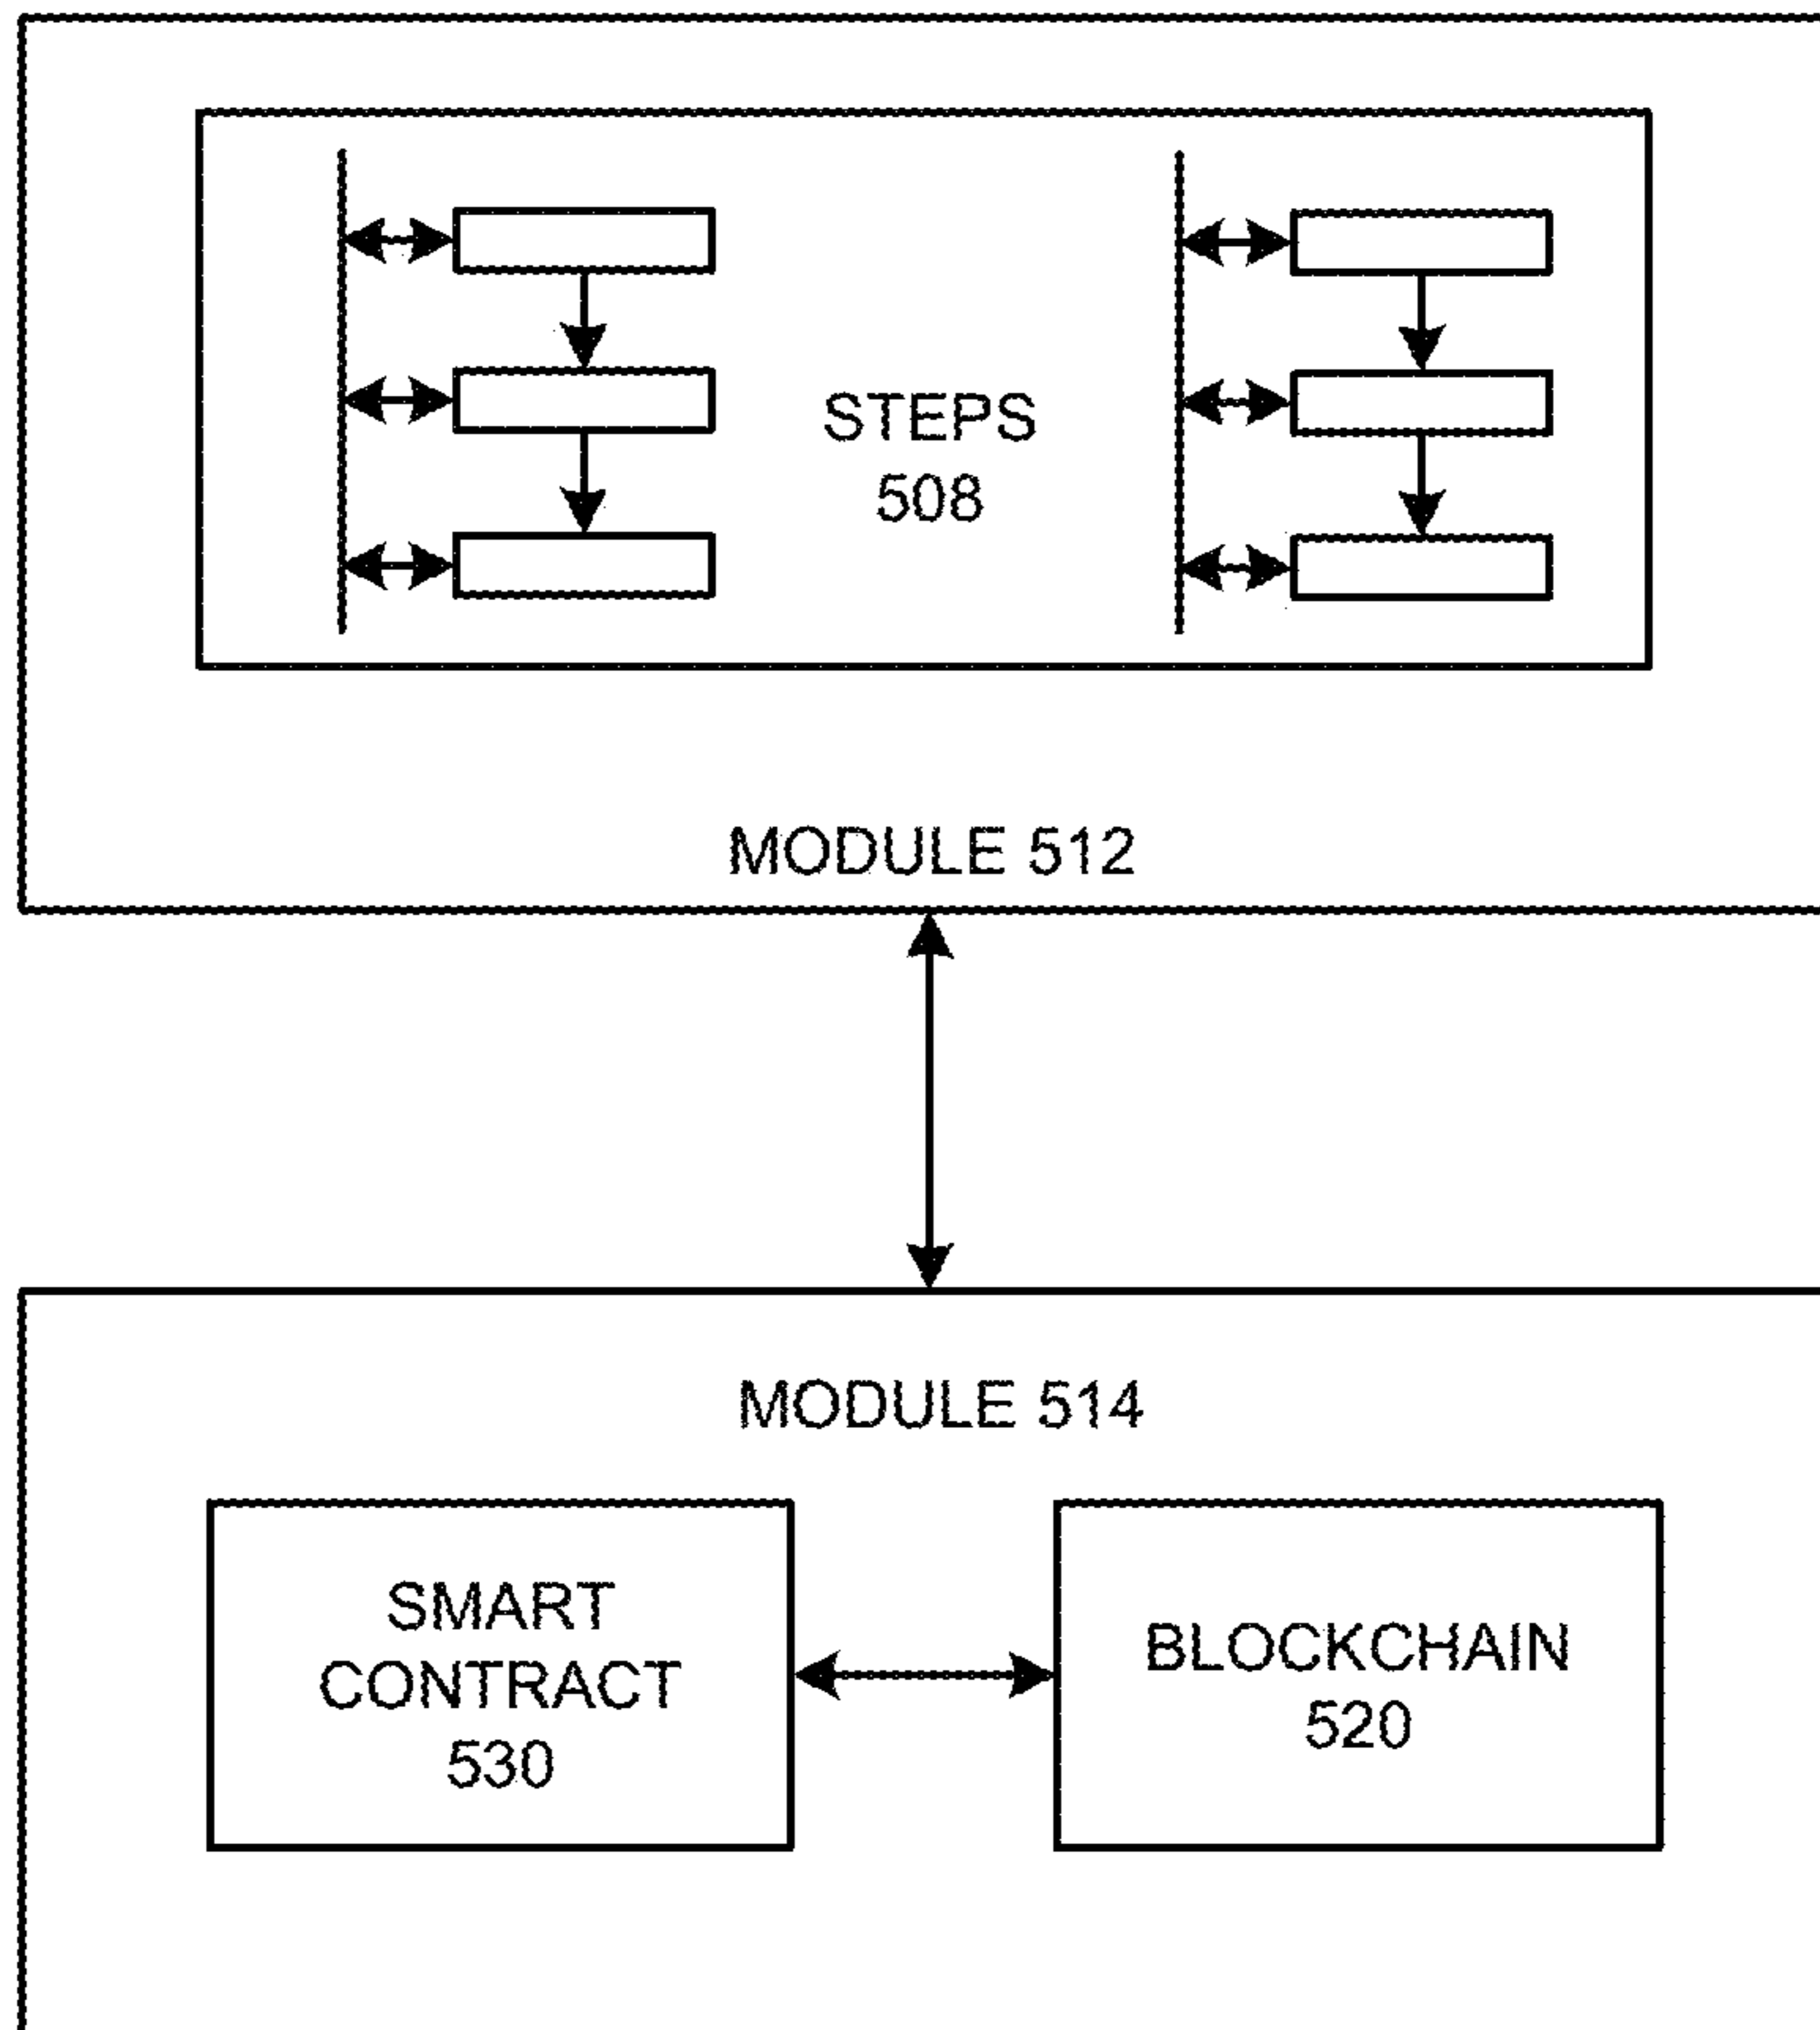 STEPS
508
MODULE 512
MODULE 514
SMART
CONTRACT
530
BLOCKCHAIN
520